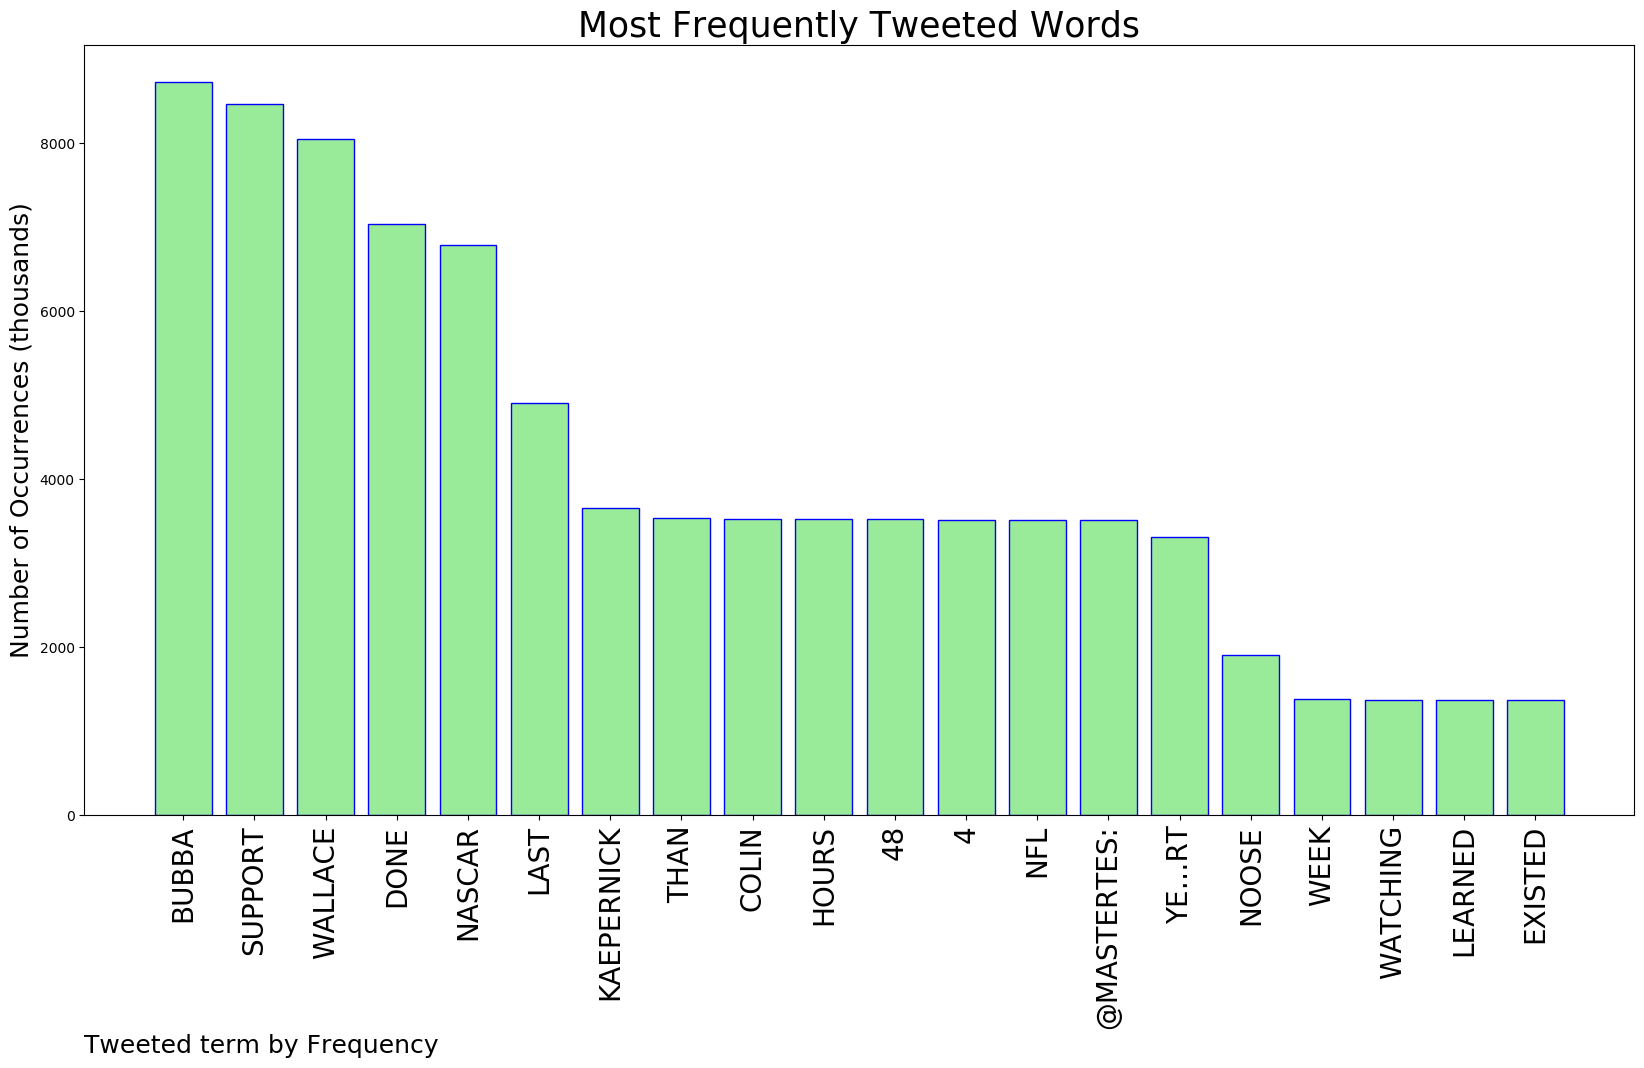 Most Frequently Tweeted Words
Number of Occurrences (thousands)
8000
6000
4000
2000
0
BUBBA
SUPPORT
WALLACE
DONE
NASCAR
LAST
KAEPERNICK
THAN
COLIN
HOURS
48
4
NFL
@MASTERTES:
YE…RT
NOOSE
WEEK
WATCHING
LEARNED
EXISTED
Tweeted term by Frequency